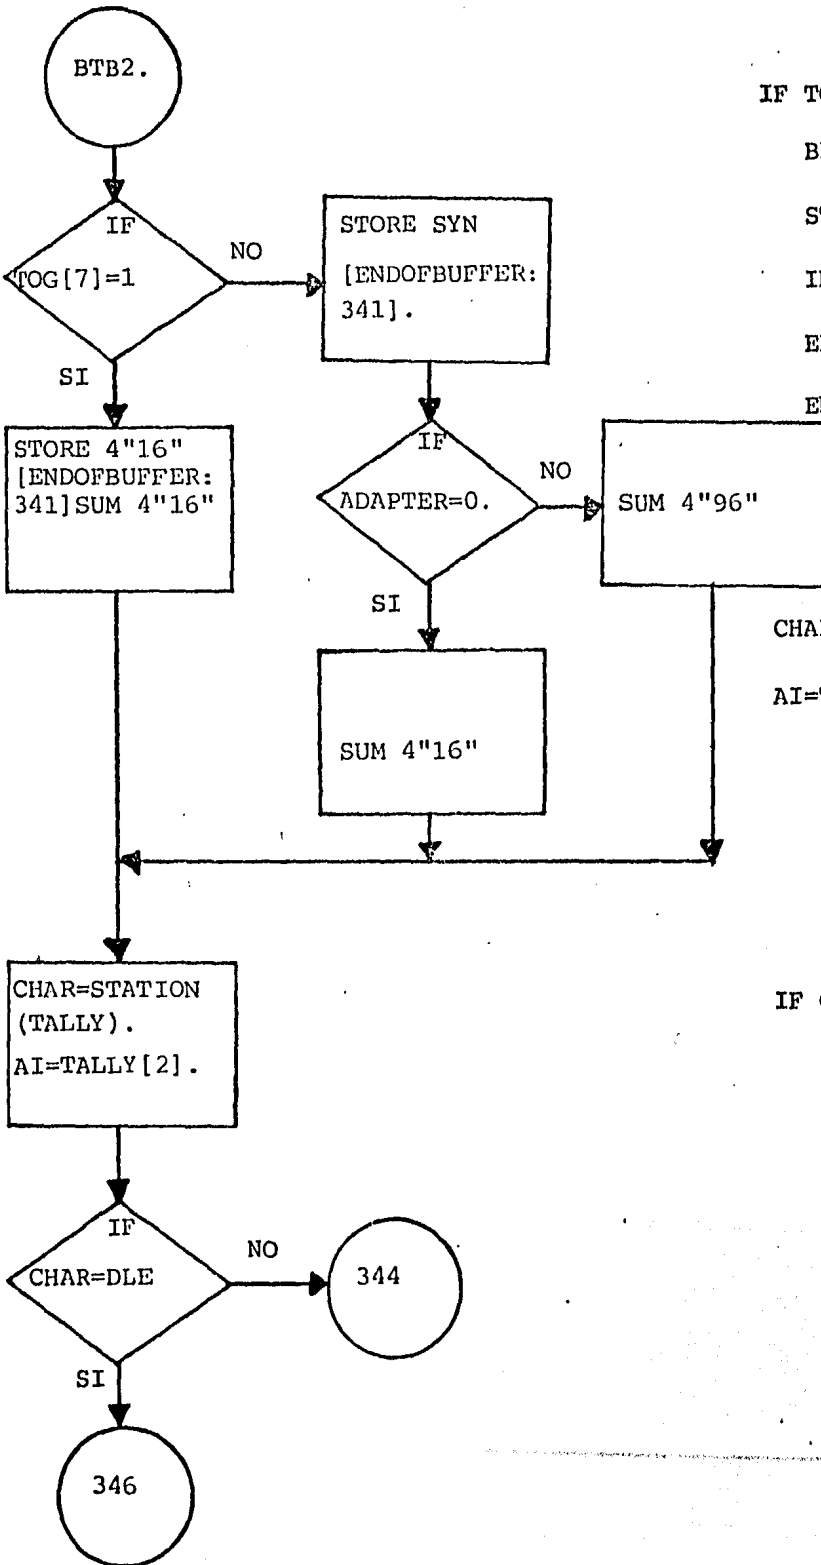 BTB2.
IF
TOG[7]=1
NO
SI
STORE SYN
[ENDOFBUFFER:
341].
STORE 4"16"
[ENDOFBUFFER:
341]SUM 4"16"
IF
ADAPTER=0.
NO
SI
SUM 4"96"
SUM 4"16"
CHAR=STATION
(TALLY).
AI=TALLY[2].
IF
CHAR=DLE
NO
SI
344
346
IF
AI=
IF